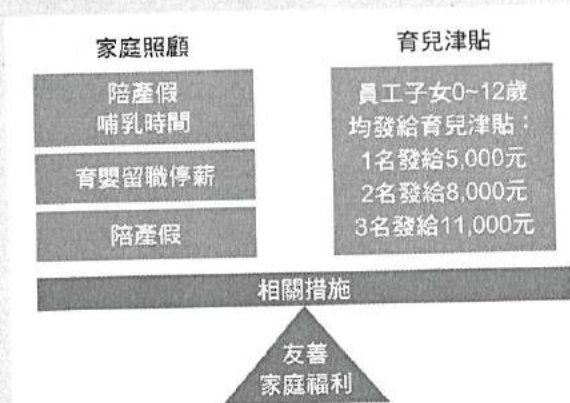 家庭照顧
陪產假
哺乳時間
育嬰留職停薪
陪產假
育兒津貼
員工子女0~12歲
均發給育兒津貼：
1名發給5,000元
2名發給8,000元
3名發給11,000元
相關措施
友善
家庭福利